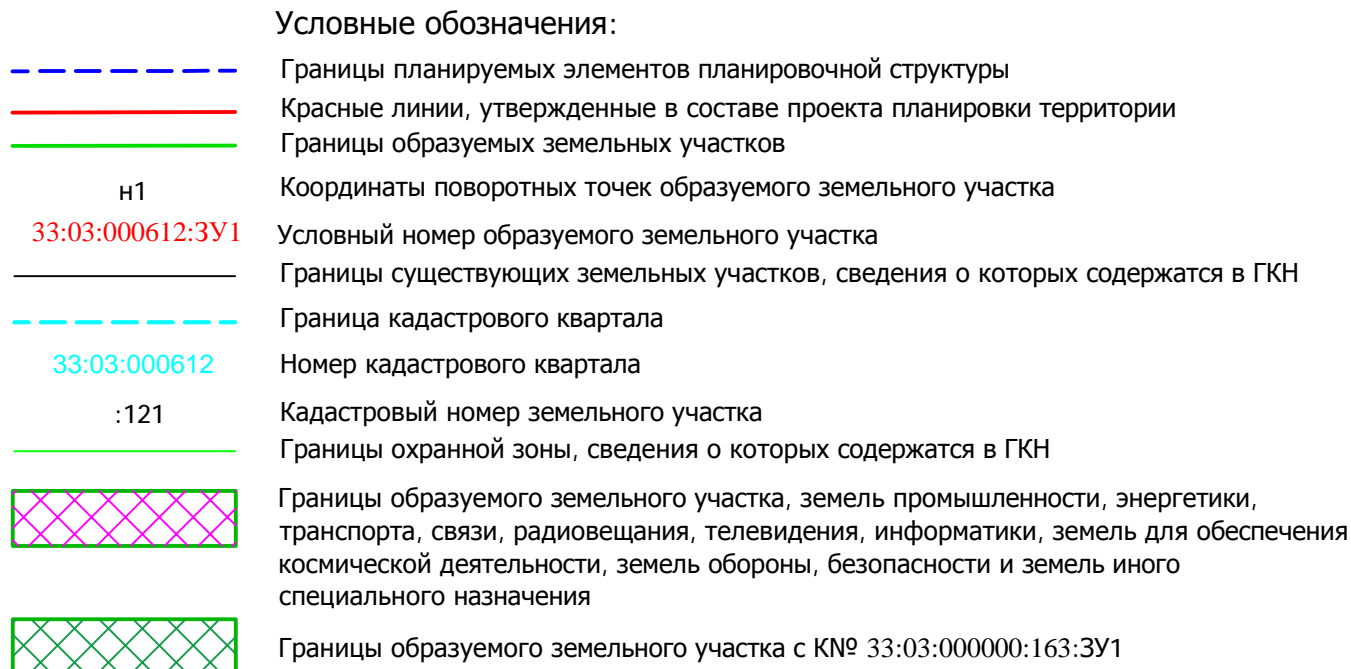 Условные обозначения:
Границы планируемых элементов планировочной структуры
Красные линии, утвержденные в составе проекта планировки территории
Границы образуемых земельных участков
н1 Координаты поворотных точек образуемого земельного участка
33:03:000612:ЗУ1 Условный номер образуемого земельного участка
Границы существующих земельных участков, сведения о которых содержатся в ГКН
Граница кадастрового квартала
33:03:000612 Номер кадастрового квартала
:121 Кадастровый номер земельного участка
Границы охранной зоны, сведения о которых содержатся в ГКН
Границы образуемого земельного участка, земель промышленности, энергетики,
транспорта, связи, радиовещания, телевидения, информатики, земель для обеспечения
космической деятельности, земель обороны, безопасности и земель иного
специального назначения
Границы образуемого земельного участка с К№ 33:03:000000:163:ЗУ1